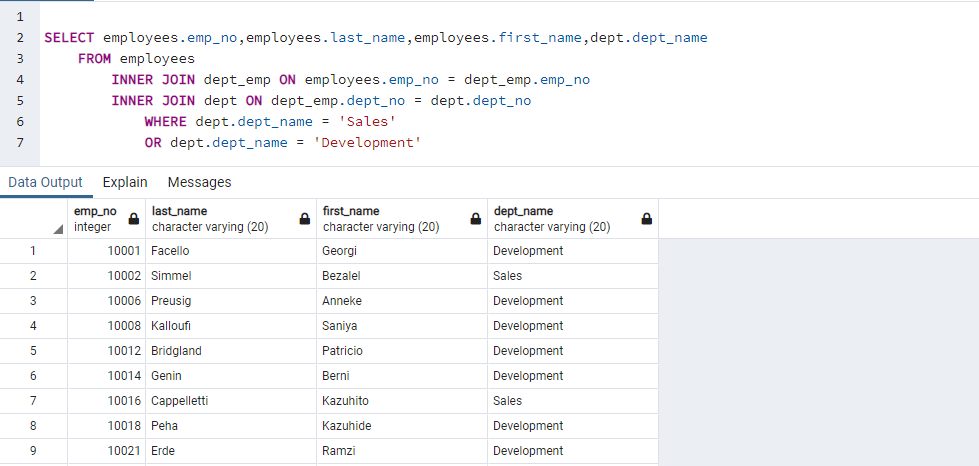 1
2 SELECT employees.emp_no,employees.last_name,employees.first_name,dept.dept_name
3 FROM employees
4 INNER JOIN dept_emp ON employees.emp_no = dept_emp.emp_no
5 INNER JOIN dept ON dept_emp.dept_no = dept.dept_no
6 WHERE dept.dept_name = 'Sales'
7 OR dept.dept_name = 'Development'
Data Output Explain Messages
emp_no last_name first_name dept_name
integer character varying (20) character varying (20) character varying (20)
1 10001 Facello Georgi Development
2 10002 Simmel Bezalel Sales
3 10006 Preusig Anneke Development
4 10008 Kalloufi Saniya Development
5 10012 Bridgland Patricio Development
6 10014 Genin Berni Development
7 10016 Cappelletti Kazuhito Sales
8 10018 Peha Kazuhide Development
9 10021 Erde Ramzi Development